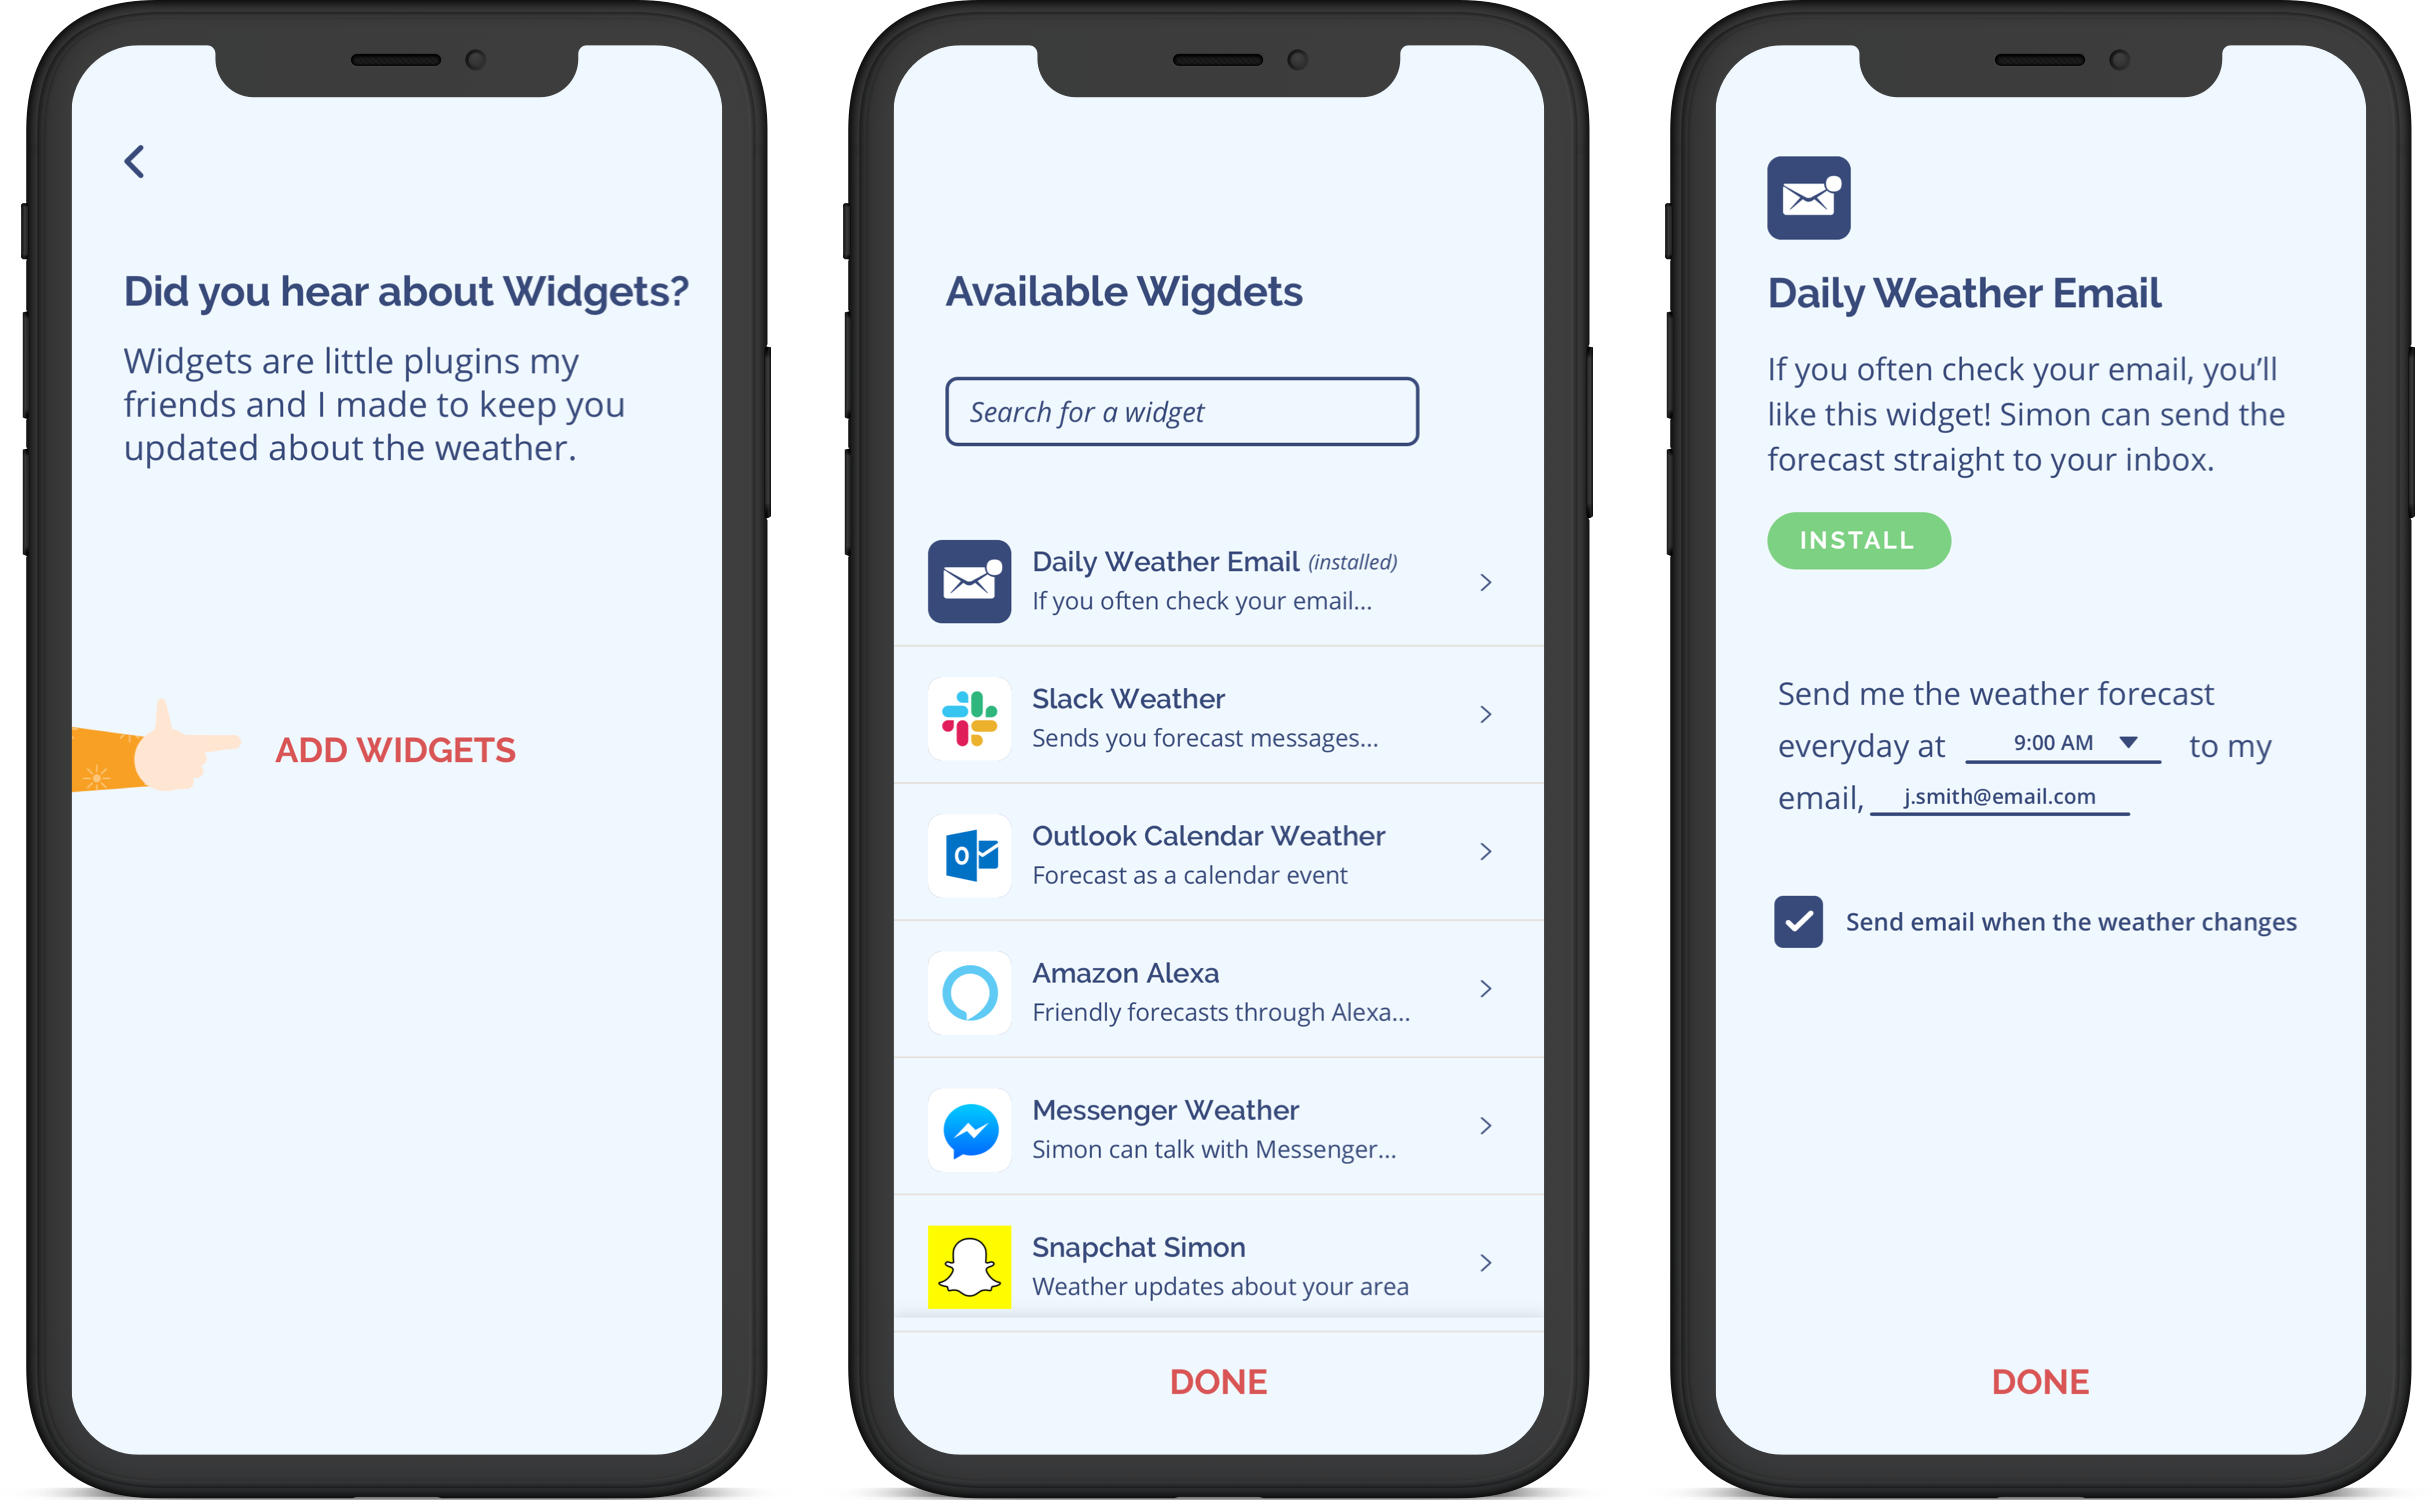 Did you hear about Widgets?
Widgets are little plugins my
friends and I made to keep you
updated about the weather.
ADD WIDGETS
Available Wigdets
Search for a widget
Daily Weather Email (installed)
If you often check your email...
Slack Weather
Sends you forecast messages...
Outlook Calendar Weather
Forecast as a calendar event
Amazon Alexa
Friendly forecasts through Alexa...
Messenger Weather
Simon can talk with Messenger...
Snapchat Simon
Weather updates about your area
DONE
Daily Weather Email
If you often check your email, you'll
like this widget! Simon can send the
forecast straight to your inbox.
INSTALL
Send me the weather forecast
everyday at 9:00 AM to my
email, j.smith@email.com
Send email when the weather changes
DONE